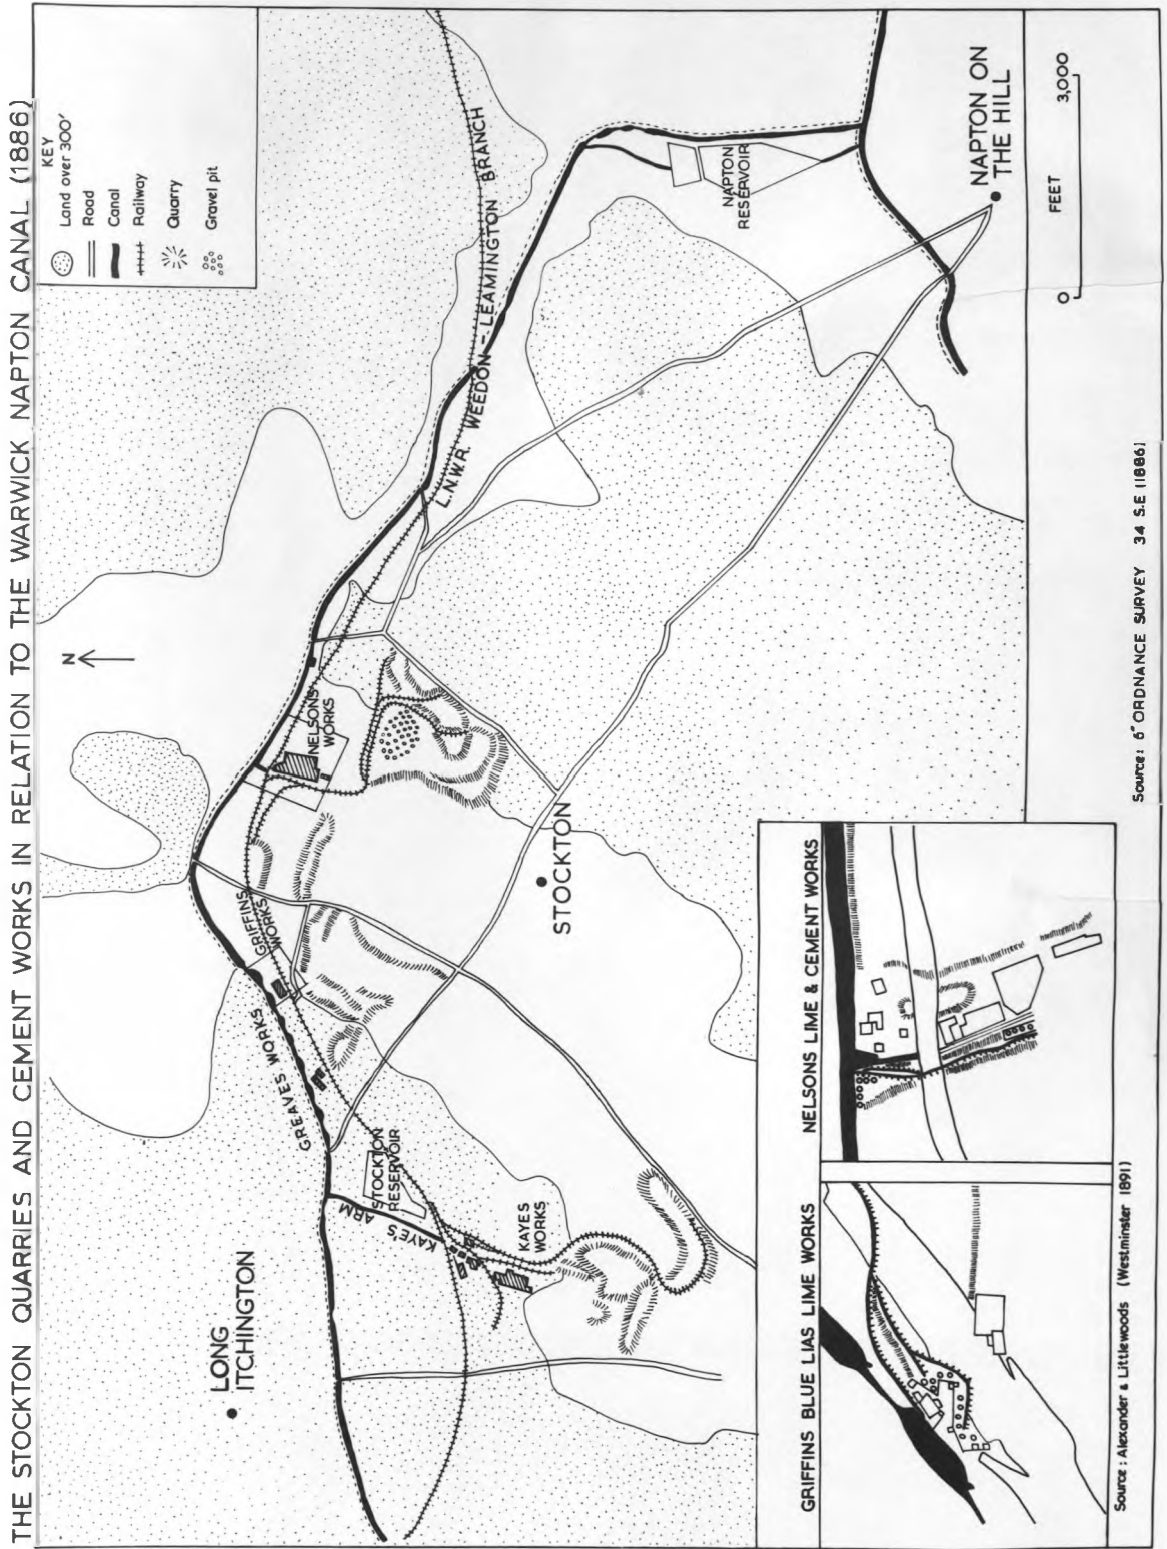 THE STOCKTON QUARRIES AND CEMENT WORKS IN RELATION TO THE WARWICK NAPTON CANAL (1886)
KEY
Land over 300'
Road
Canal
Railway
Quarry
Gravel pit
N
LONG
ITCHINGTON
KAYE'S ARM
STOCKTON
RESERVOIR
KAYES
WORKS
GREAVES WORKS
GRIFFINS
WORKS
NELSONS
WORKS
STOCKTON
L.N.W.R. WEEDON - LEAMINGTON BRANCH
NAPTON
RESERVOIR
NAPTON ON
THE HILL
0 3,000
FEET
GRIFFINS BLUE LIAS LIME WORKS
NELSONS LIME & CEMENT WORKS
Source : Alexander & Littlewoods (Westminster 1891)
Source: 6" ORDNANCE SURVEY 34 S.E (1886)